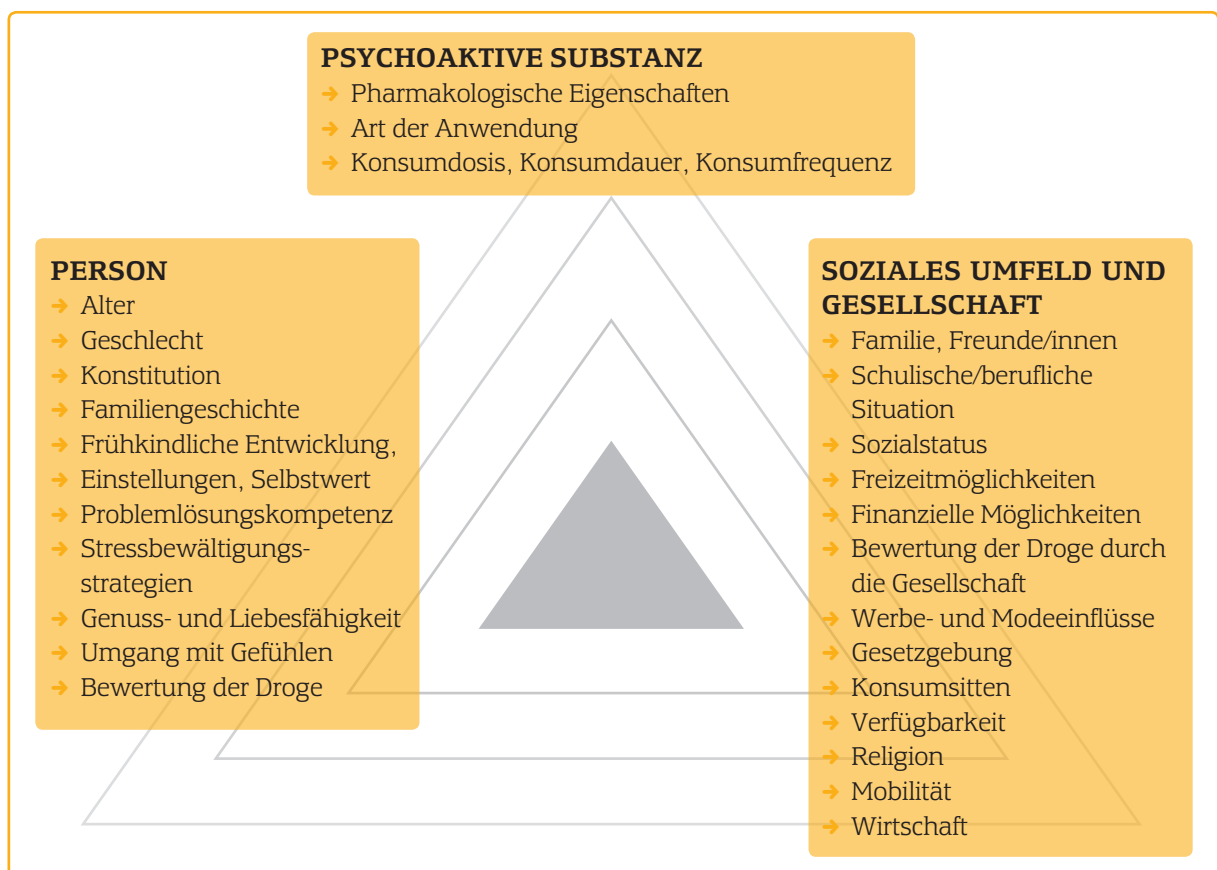 PSYCHOAKTIVE SUBSTANZ
→ Pharmakologische Eigenschaften
→ Art der Anwendung
→ Konsumdosis, Konsumdauer, Konsumfrequenz
PERSON
→ Alter
→ Geschlecht
→ Konstitution
→ Familiengeschichte
→ Frühkindliche Entwicklung,
→ Einstellungen, Selbstwert
→ Problemlösungskompetenz
→ Stressbewältigungs-
strategien
→ Genuss- und Liebesfähigkeit
→ Umgang mit Gefühlen
→ Bewertung der Droge
SOZIALES UMFELD UND
GESELLSCHAFT
→ Familie, Freunde/innen
→ Schulische/berufliche
Situation
→ Sozialstatus
→ Freizeitmöglichkeiten
→ Finanzielle Möglichkeiten
→ Bewertung der Droge durch
die Gesellschaft
→ Werbe- und Modeeinflüsse
→ Gesetzgebung
→ Konsumsitten
→ Verfügbarkeit
→ Religion
→ Mobilität
→ Wirtschaft